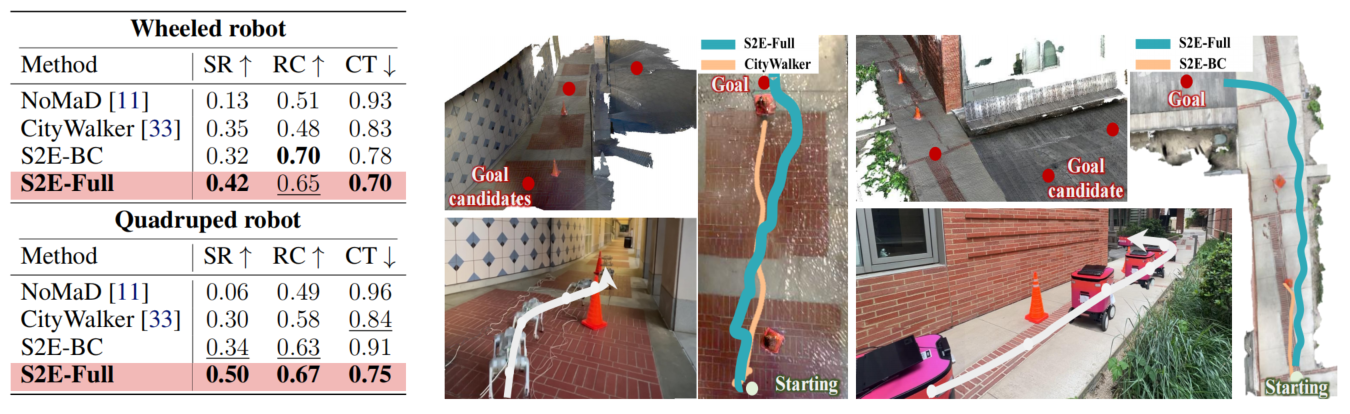 Wheeled robot
Method SR ↑ RC ↑ CT ↓
NoMaD [11] 0.13 0.51 0.93
CityWalker [33] 0.35 0.48 0.83
S2E-BC 0.32 0.70 0.78
S2E-Full 0.42 0.65 0.70
Quadruped robot
Method SR ↑ RC ↑ CT ↓
NoMaD [11] 0.06 0.49 0.96
CityWalker [33] 0.30 0.58 0.84
S2E-BC 0.34 0.63 0.91
S2E-Full 0.50 0.67 0.75
Goal
candidates
S2E-Full
CityWalker
Goal
Starting
Goal
candidate
S2E-Full
S2E-BC
Goal
Starting